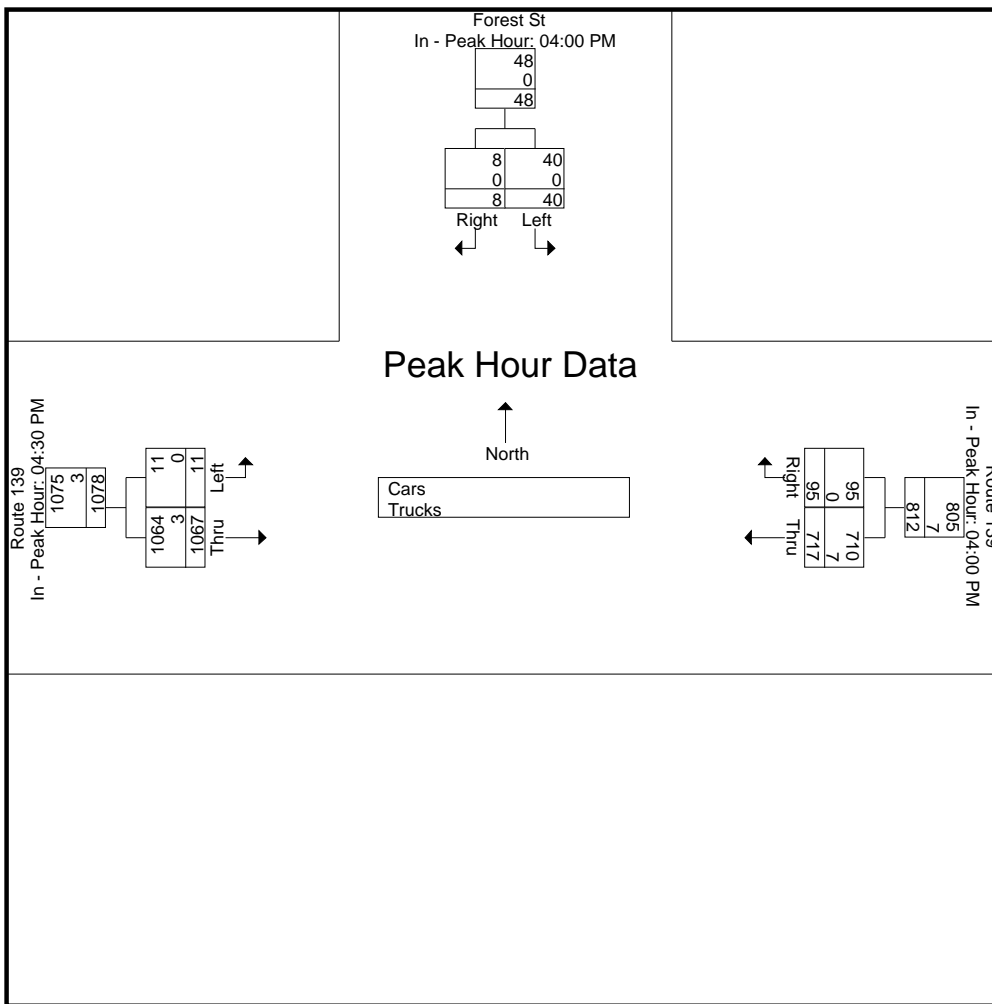 Forest St
In - Peak Hour: 04:00 PM
48
0
48
8 40
0 0
8 40
Right Left
Peak Hour Data
North
Cars
Trucks
Route 139
In - Peak Hour: 04:30 PM
1075
3
1078
11
0
11
Left
1064
3
1067
Thru
Route 139
In - Peak Hour: 04:00 PM
805
7
812
95
0
95
Right
710
7
717
Thru